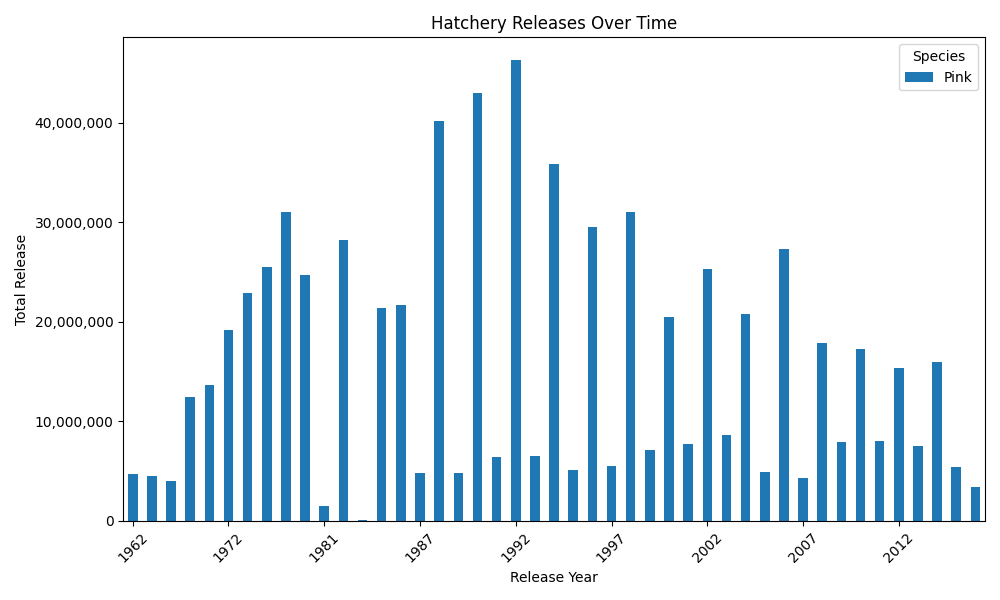 Hatchery Releases Over Time
Species
Pink
Total Release
40,000,000
30,000,000
20,000,000
10,000,000
0
1962
1972
1981
1987
1992
1997
2002
2007
2012
Release Year